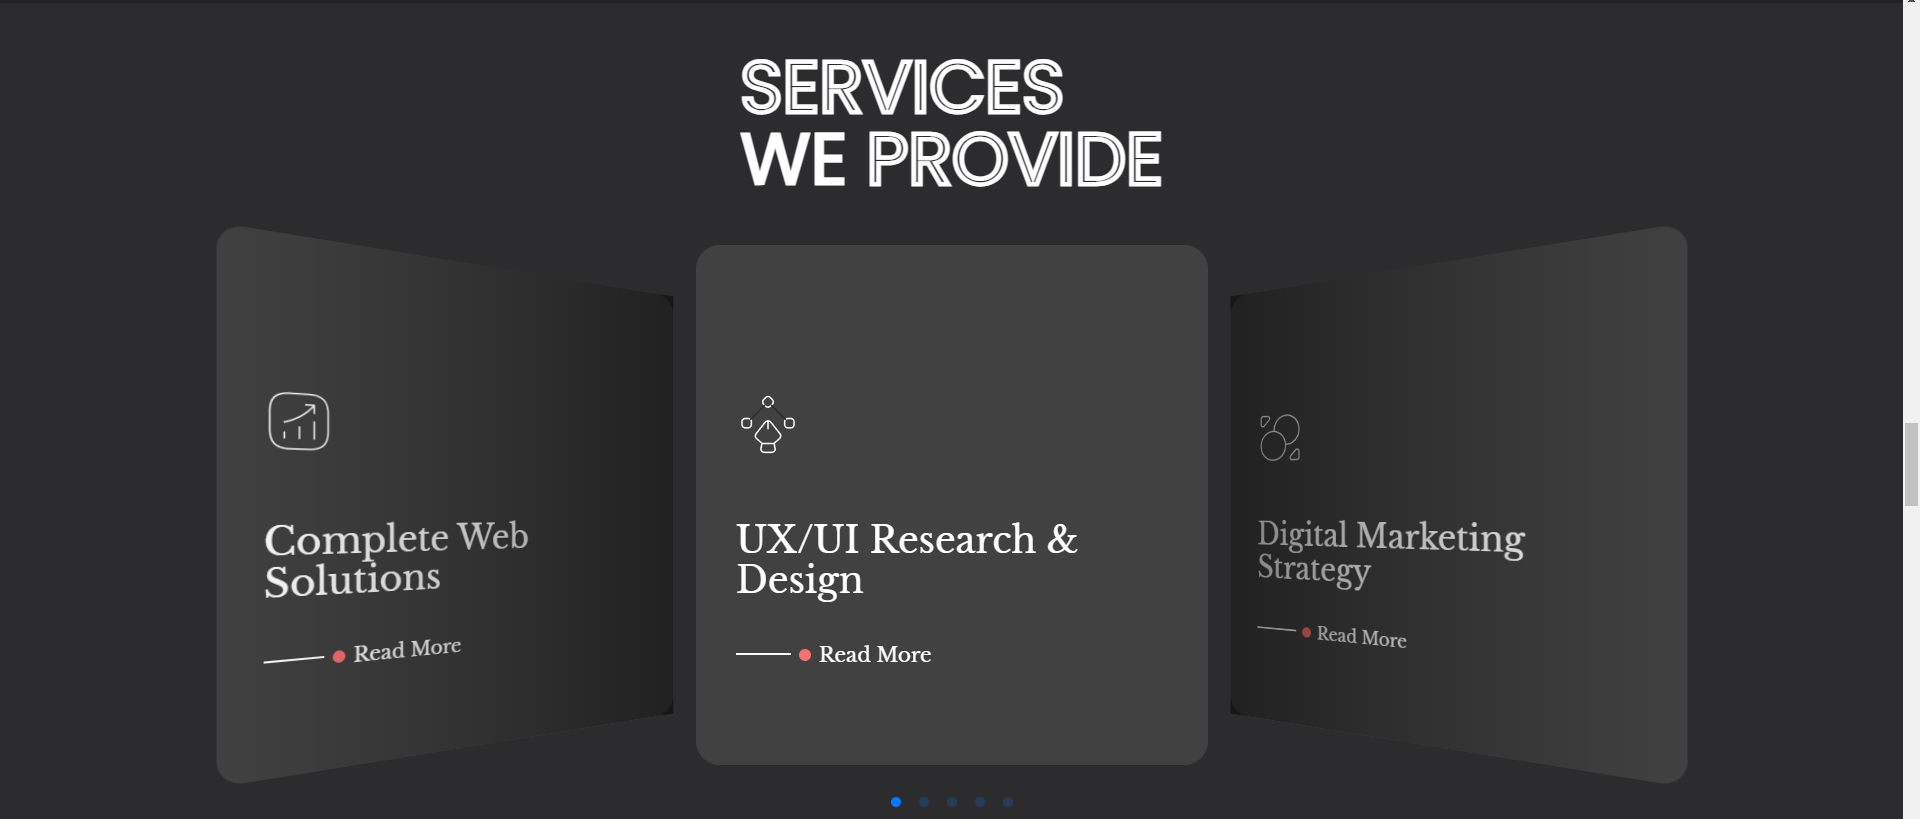 SERVICES
WE PROVIDE
Complete Web
Solutions
Read More
UX/UI Research &
Design
Read More
Digital Marketing
Strategy
Read More